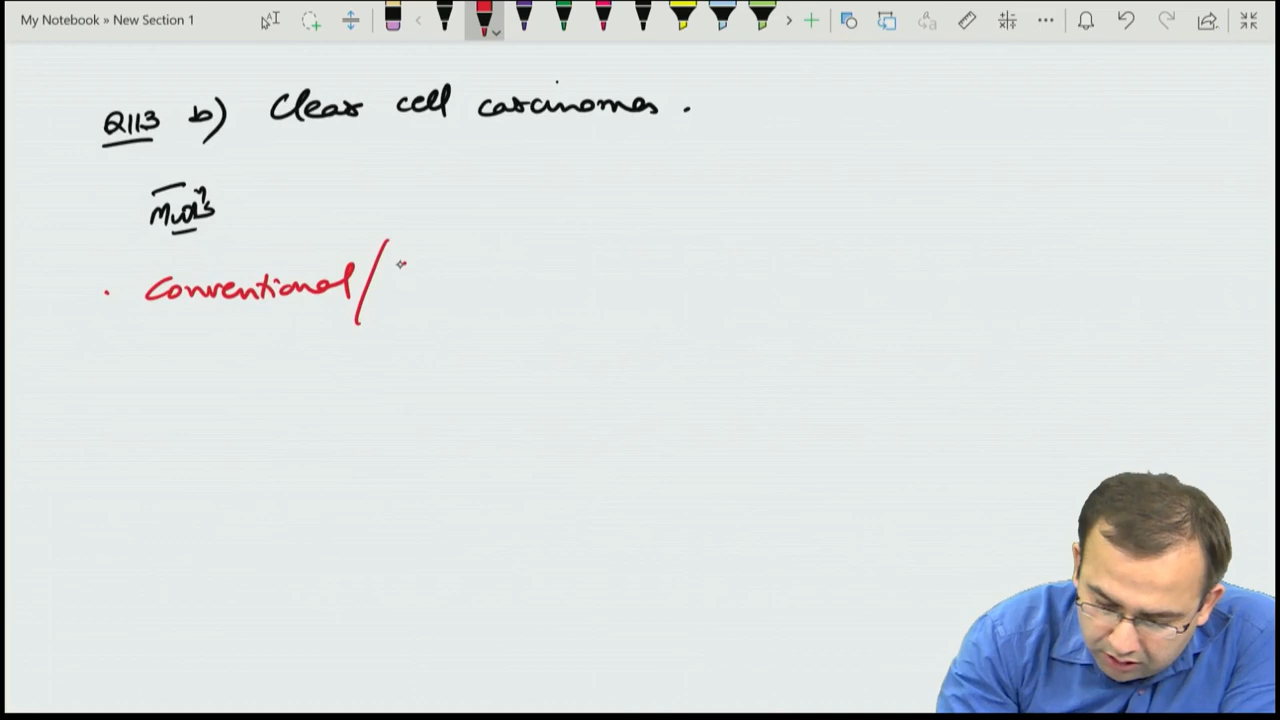 My Notebook » New Section 1
Q113 b) Clear cell carcinomas .
. Conventional/